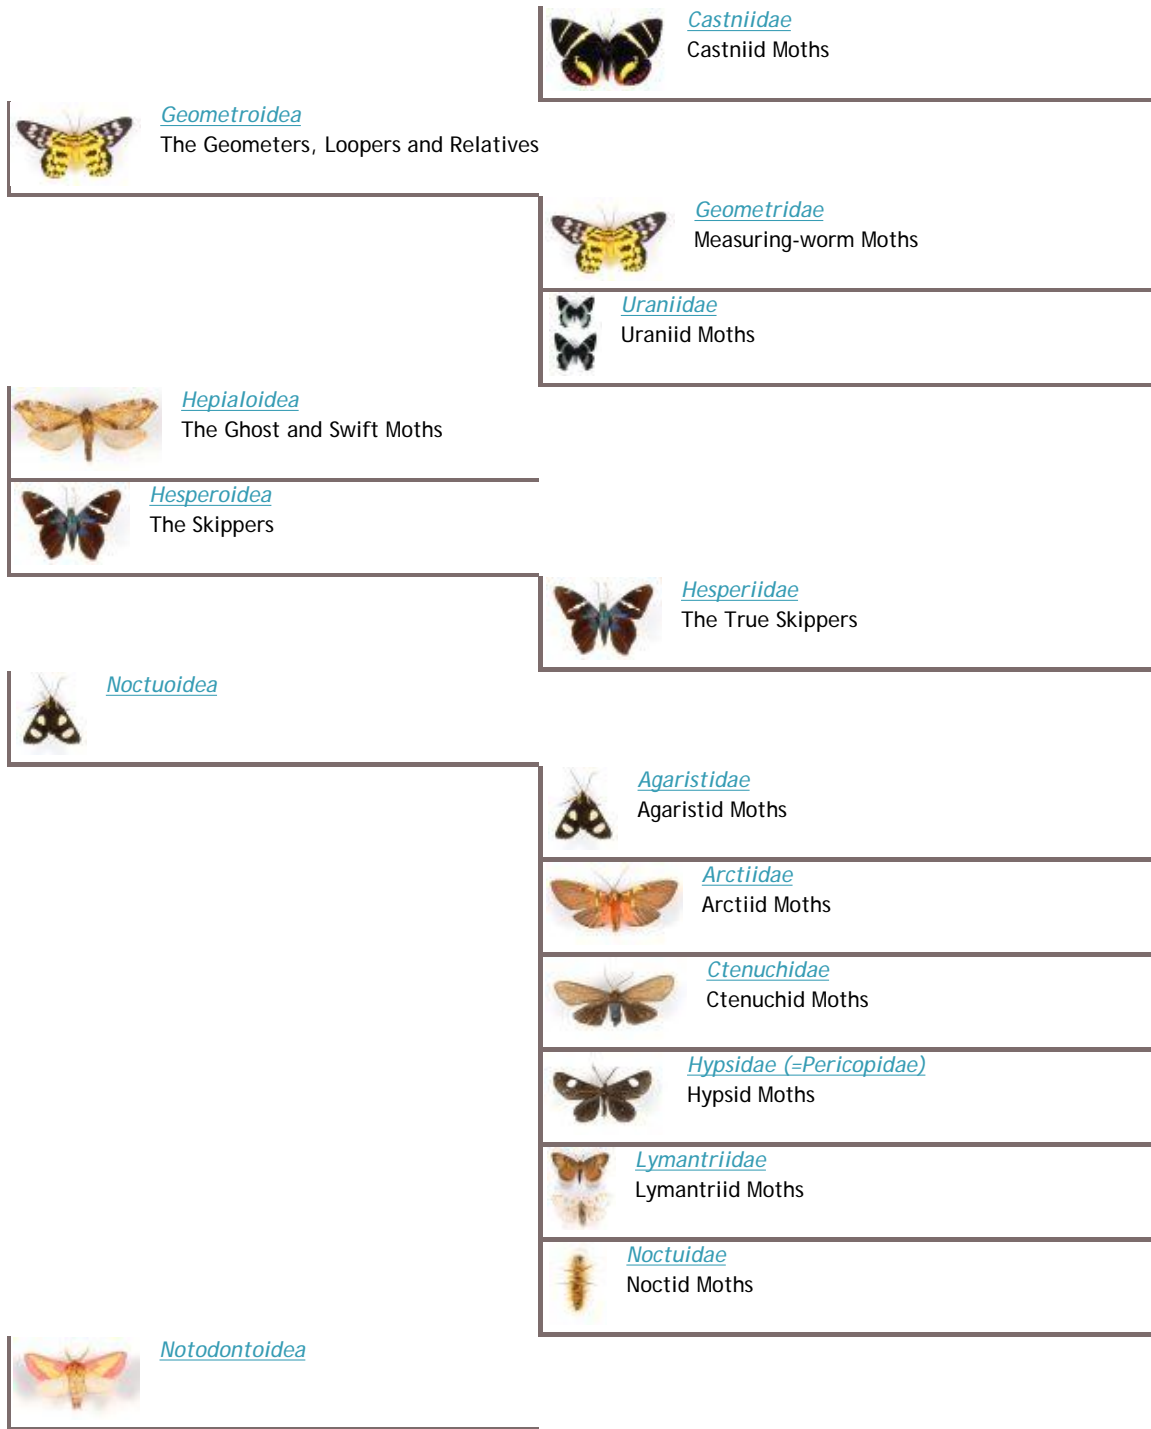 Castniidae
Castniid Moths
Geometroidea
The Geometers, Loopers and Relatives
Geometridae
Measuring-worm Moths
Uraniidae
Uraniid Moths
Hepialoidea
The Ghost and Swift Moths
Hesperoidea
The Skippers
Hesperiidae
The True Skippers
Noctuoidea
Agaristidae
Agaristid Moths
Arctiidae
Arctiid Moths
Ctenuchidae
Ctenuchid Moths
Hypsidae (=Pericopidae)
Hypsid Moths
Lymantriidae
Lymantriid Moths
Noctuidae
Noctid Moths
Notodontoidea